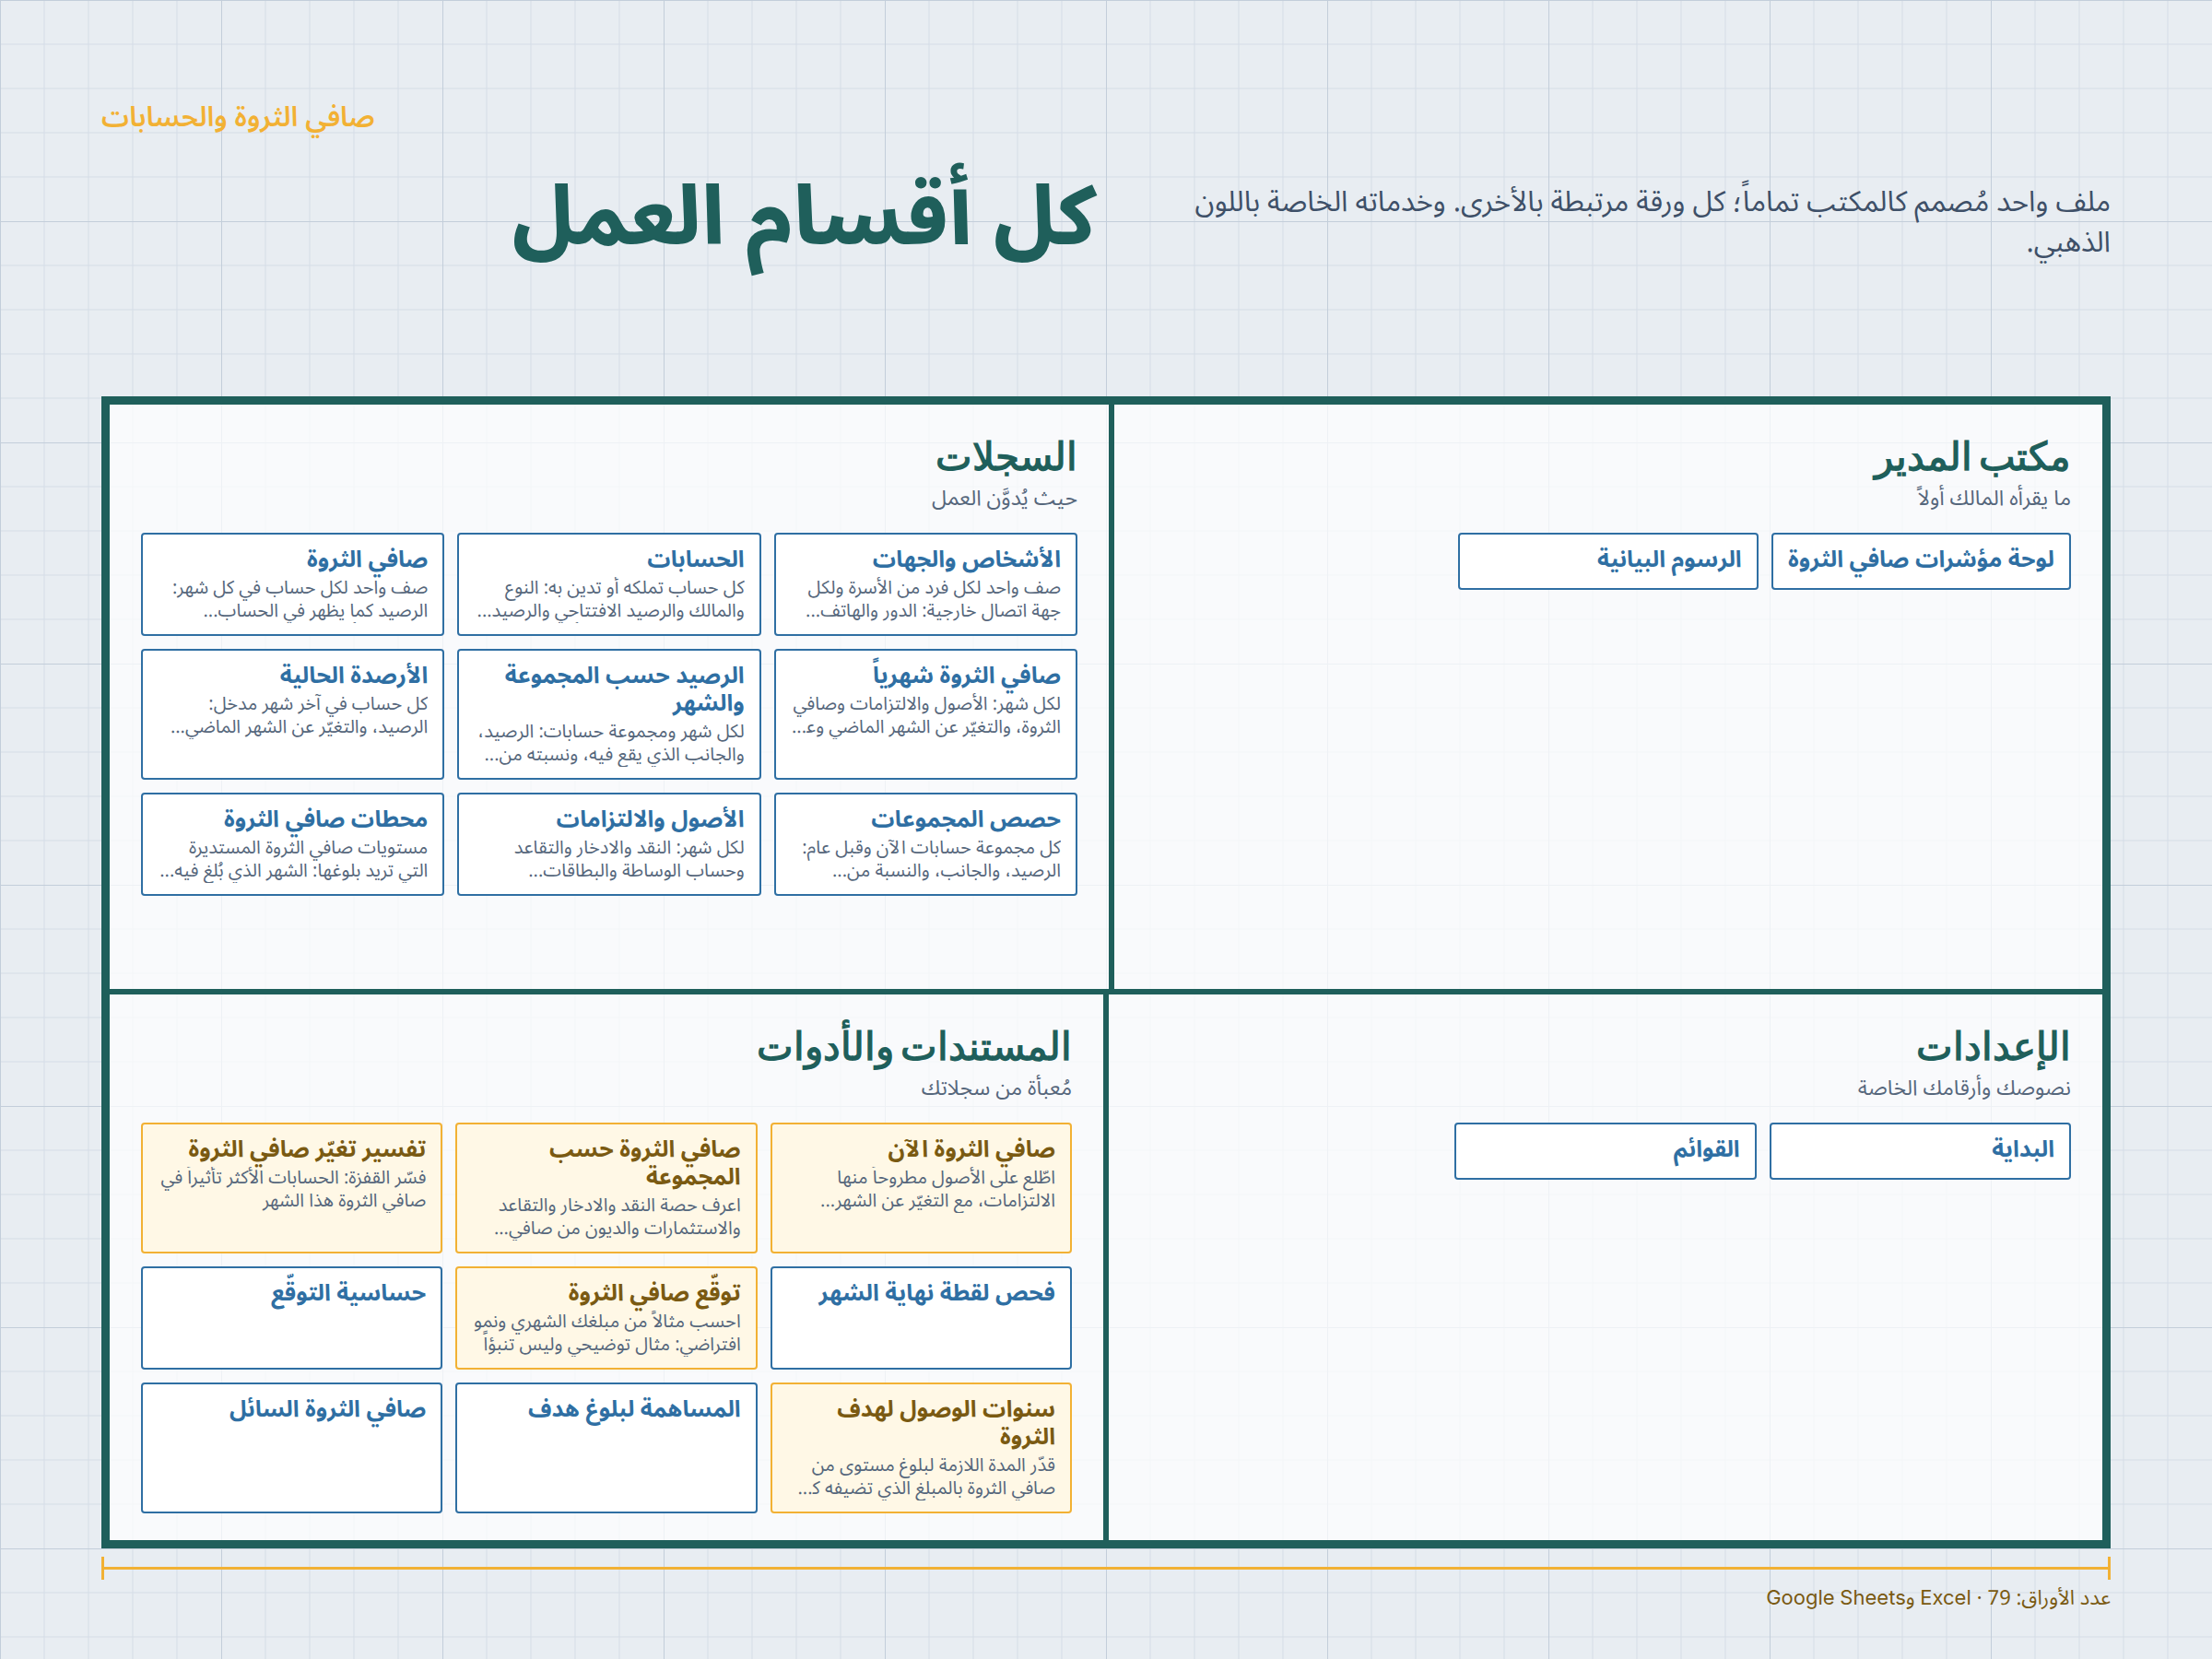 صافي الثروة والحسابات
كل أقسام العمل
ملف واحد مُصمم كالمكتب تماماً؛ كل ورقة مرتبطة بالأخرى. وخدماته الخاصة باللون
الذهبي.
مكتب المدير
ما يقرأه المالك أولاً
لوحة مؤشرات صافي الثروة
الرسوم البيانية
السجلات
حيث يُدوَّن العمل
الأشخاص والجهات
صف واحد لكل فرد من الأسرة ولكل
جهة اتصال خارجية: الدور والهاتف...
الحسابات
كل حساب تملكه أو تدين به: النوع
والمالك والرصيد الافتتاحي والرصيد...
صافي الثروة
صف واحد لكل حساب في كل شهر:
الرصيد كما يظهر في الحساب...
صافي الثروة شهرياً
لكل شهر: الأصول والالتزامات وصافي
الثروة، والتغيّر عن الشهر الماضي وعـ...
الرصيد حسب المجموعة
والشهر
لكل شهر ومجموعة حسابات: الرصيد،
والجانب الذي يقع فيه، ونسبته من...
الأرصدة الحالية
كل حساب في آخر شهر مدخل:
الرصيد، والتغيّر عن الشهر الماضي...
حصص المجموعات
كل مجموعة حسابات الآن وقبل عام:
الرصيد، والجانب، والنسبة من...
الأصول والالتزامات
لكل شهر: النقد والادخار والتقاعد
وحساب الوساطة والبطاقات...
محطات صافي الثروة
مستويات صافي الثروة المستديرة
التي تريد بلوغها: الشهر الذي بُلغ فيه...
الإعدادات
نصوصك وأرقامك الخاصة
البداية
القوائم
المستندات والأدوات
مُعبأة من سجلاتك
صافي الثروة الآن
اطّلع على الأصول مطروحاً منها
الالتزامات، مع التغيّر عن الشهر...
صافي الثروة حسب
المجموعة
اعرف حصة النقد والادخار والتقاعد
والاستثمارات والديون من صافي...
تفسير تغيّر صافي الثروة
فسّر القفزة: الحسابات الأكثر تأثيراً في
صافي الثروة هذا الشهر
فحص لقطة نهاية الشهر
توقّع صافي الثروة
احسب مثالاً من مبلغك الشهري ونمو
افتراضي: مثال توضيحي وليس تنبؤاً
حساسية التوقّع
سنوات الوصول لهدف
الثروة
قدّر المدة اللازمة لبلوغ مستوى من
صافي الثروة بالمبلغ الذي تضيفه كـ...
المساهمة لبلوغ هدف
صافي الثروة السائل
عدد الأوراق: 79 · Excel وGoogle Sheets